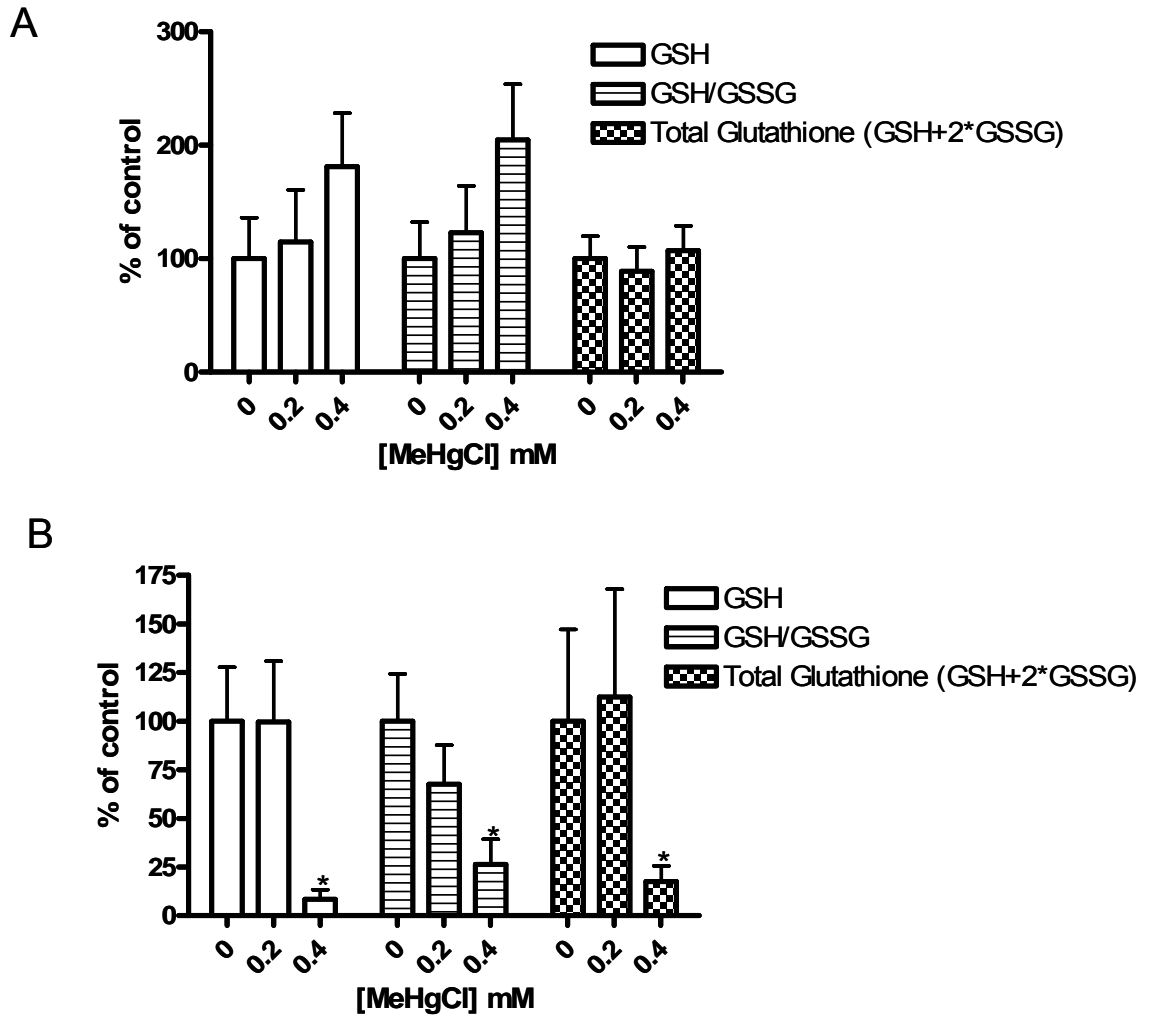 A
300
200
100
0
% of control
GSH
GSH/GSSG
Total Glutathione (GSH+2*GSSG)
0 0.2 0.4 0 0.2 0.4 0 0.2 0.4
[MeHgCl] mM
B
175
150
125
100
75
50
25
0
% of control
GSH
GSH/GSSG
Total Glutathione (GSH+2*GSSG)
* * *
0 0.2 0.4 0 0.2 0.4 0 0.2 0.4
[MeHgCl] mM